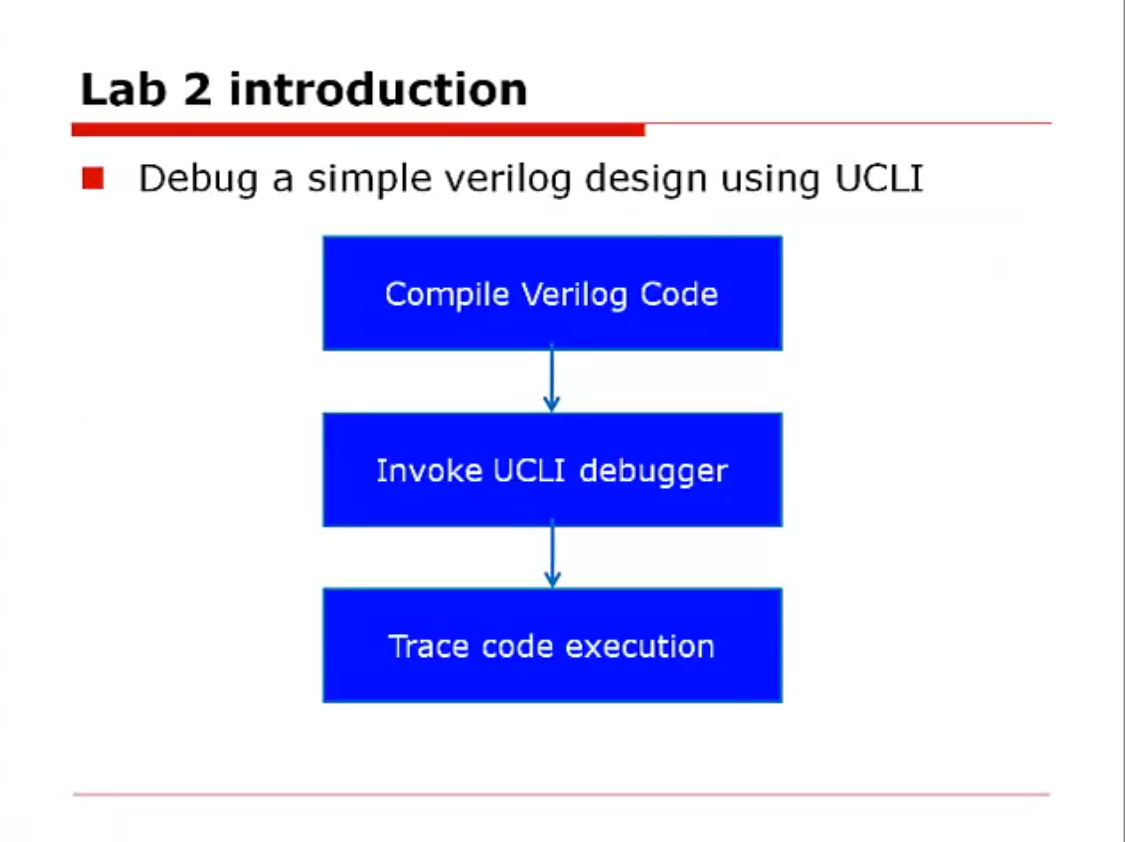 Lab 2 introduction
Debug a simple verilog design using UCLI
Compile Verilog Code
Invoke UCLI debugger
Trace code execution